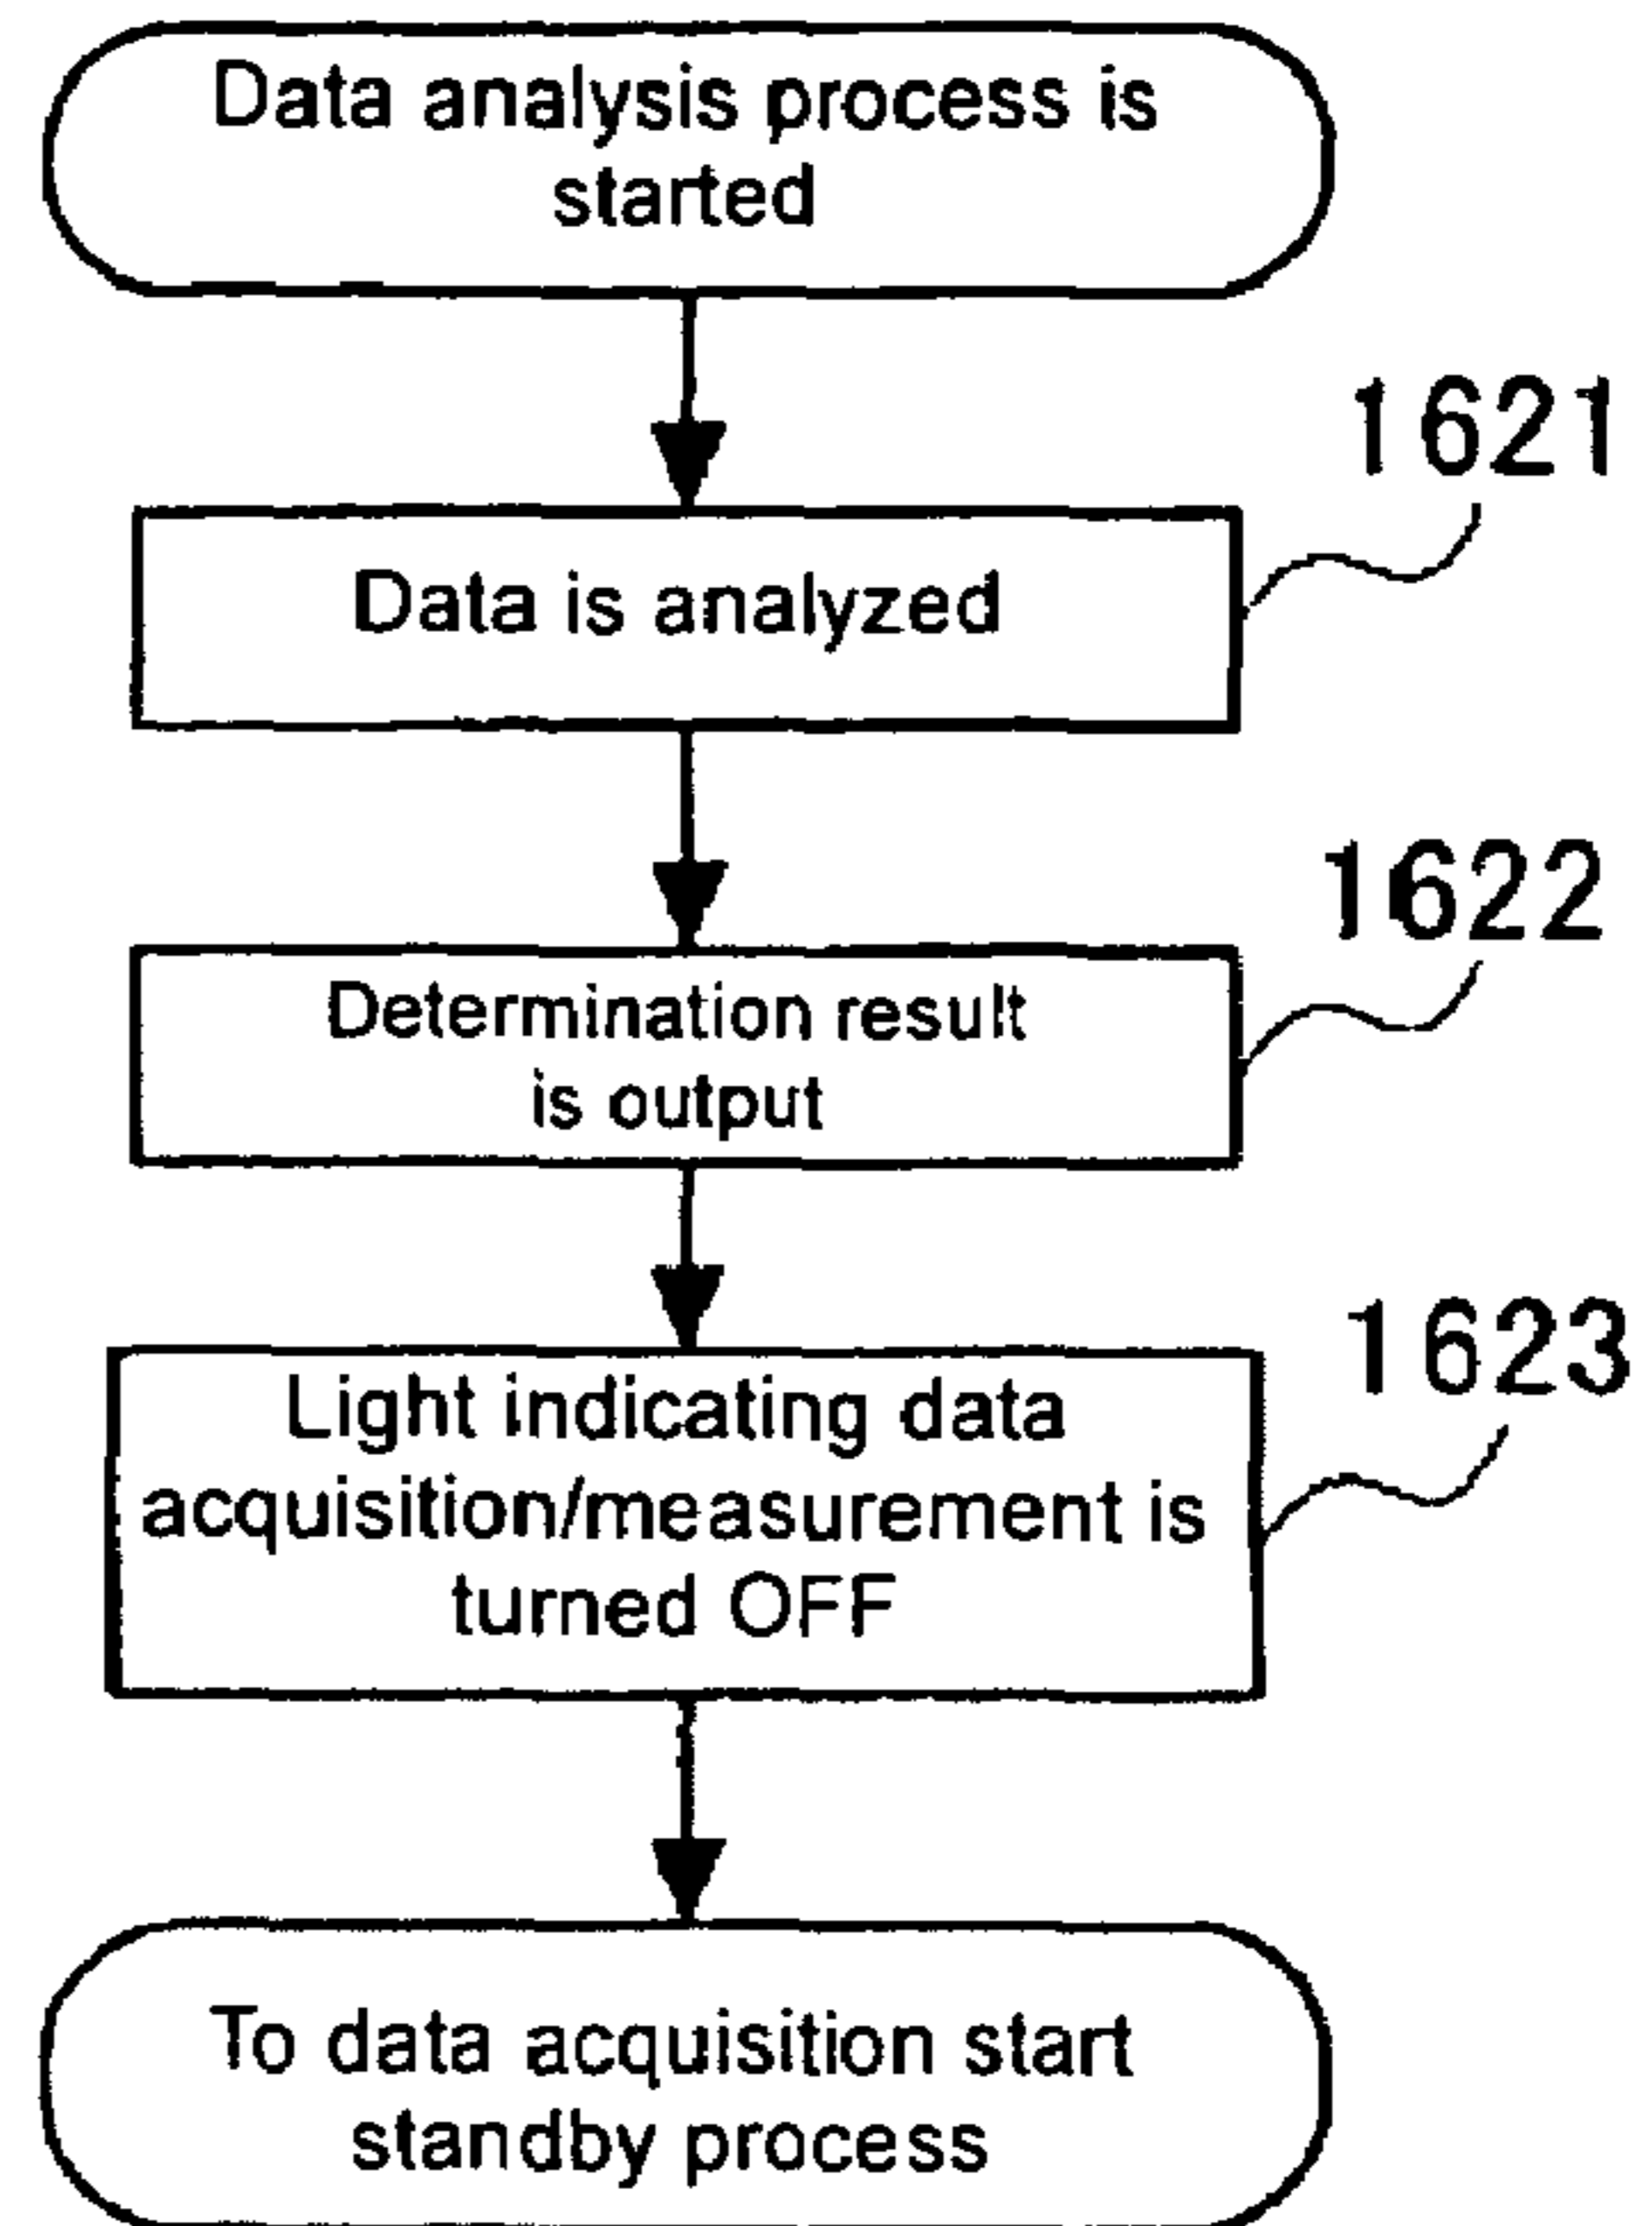 Data analysis process is
started
1621
Data is analyzed
1622
Determination result
is output
1623
Light indicating data
acquisition/measurement is
turned OFF
To data acquisition start
standby process